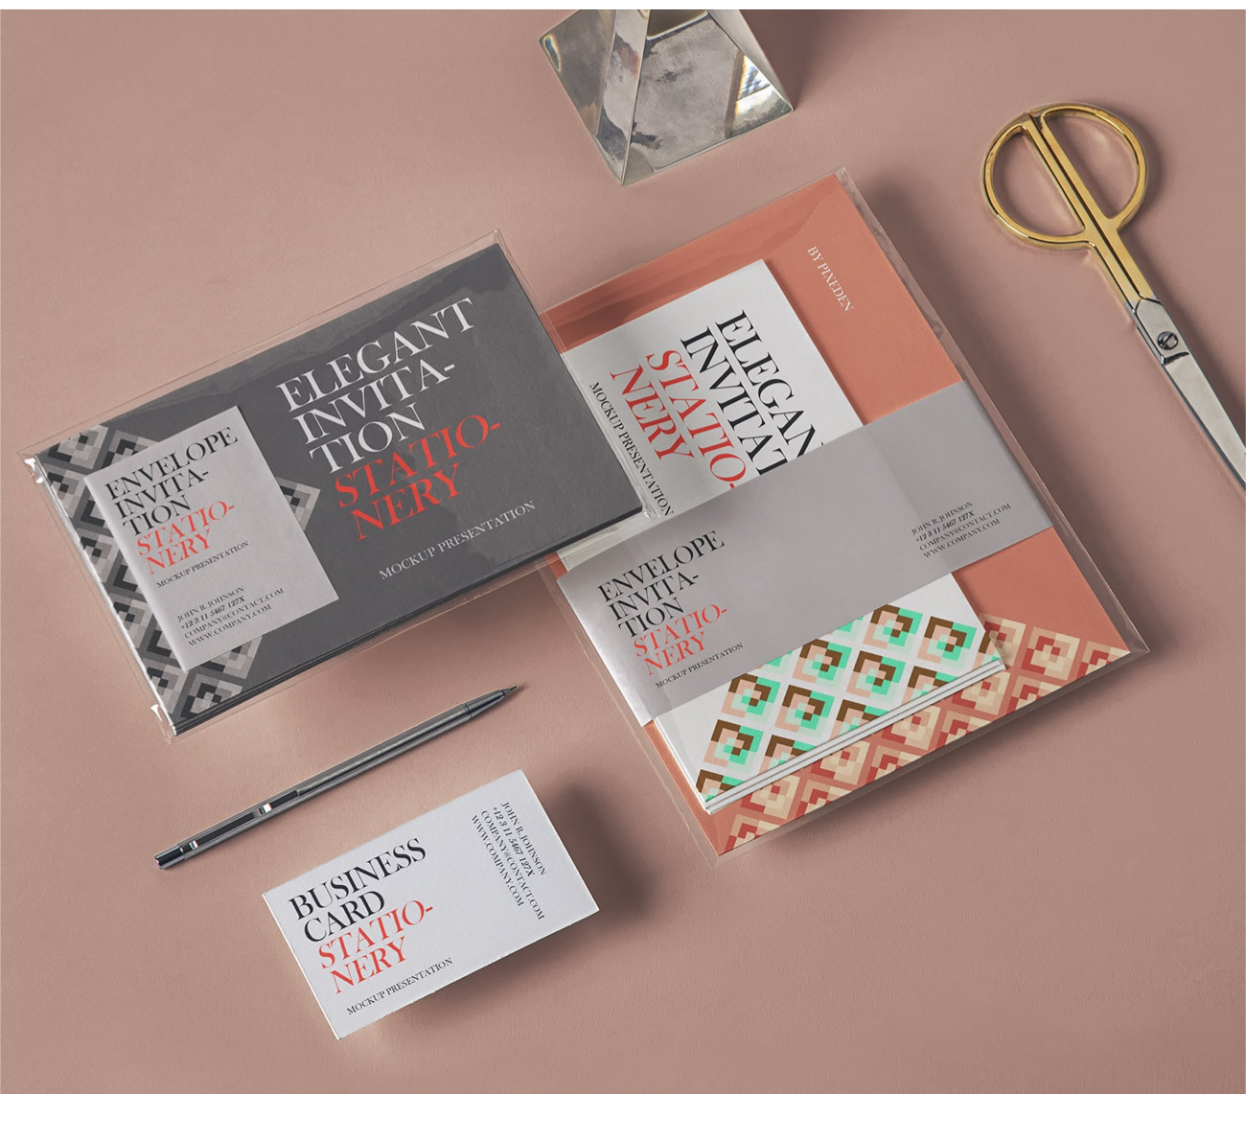 ELEGANT
INVITA-
TION
STATIO-
NERY
MOCKUP PRESENTATION
ENVELOPE
INVITA-
TION
STATIO-
NERY
MOCKUP PRESENTATION
JOHN R. JOHNSON
+12 3 11 5467 127X
COMPANY@CONTACT.COM
WWW.COMPANY.COM
BY PIXEDEN
ELEGAN
INVITAT
STATIO-
NERY
MOCKUP PRESENTATION
ENVELOPE
INVITA-
TION
STATIO-
NERY
MOCKUP PRESENTATION
JOHN R. JOHNSON
+12 3 11 5467 127X
COMPANY@CONTACT.COM
WWW.COMPANY.COM
BUSINESS
CARD
STATIO-
NERY
MOCKUP PRESENTATION
JOHN R. JOHNSON
+12 3 11 5467 127X
COMPANY@CONTACT.COM
WWW.COMPANY.COM